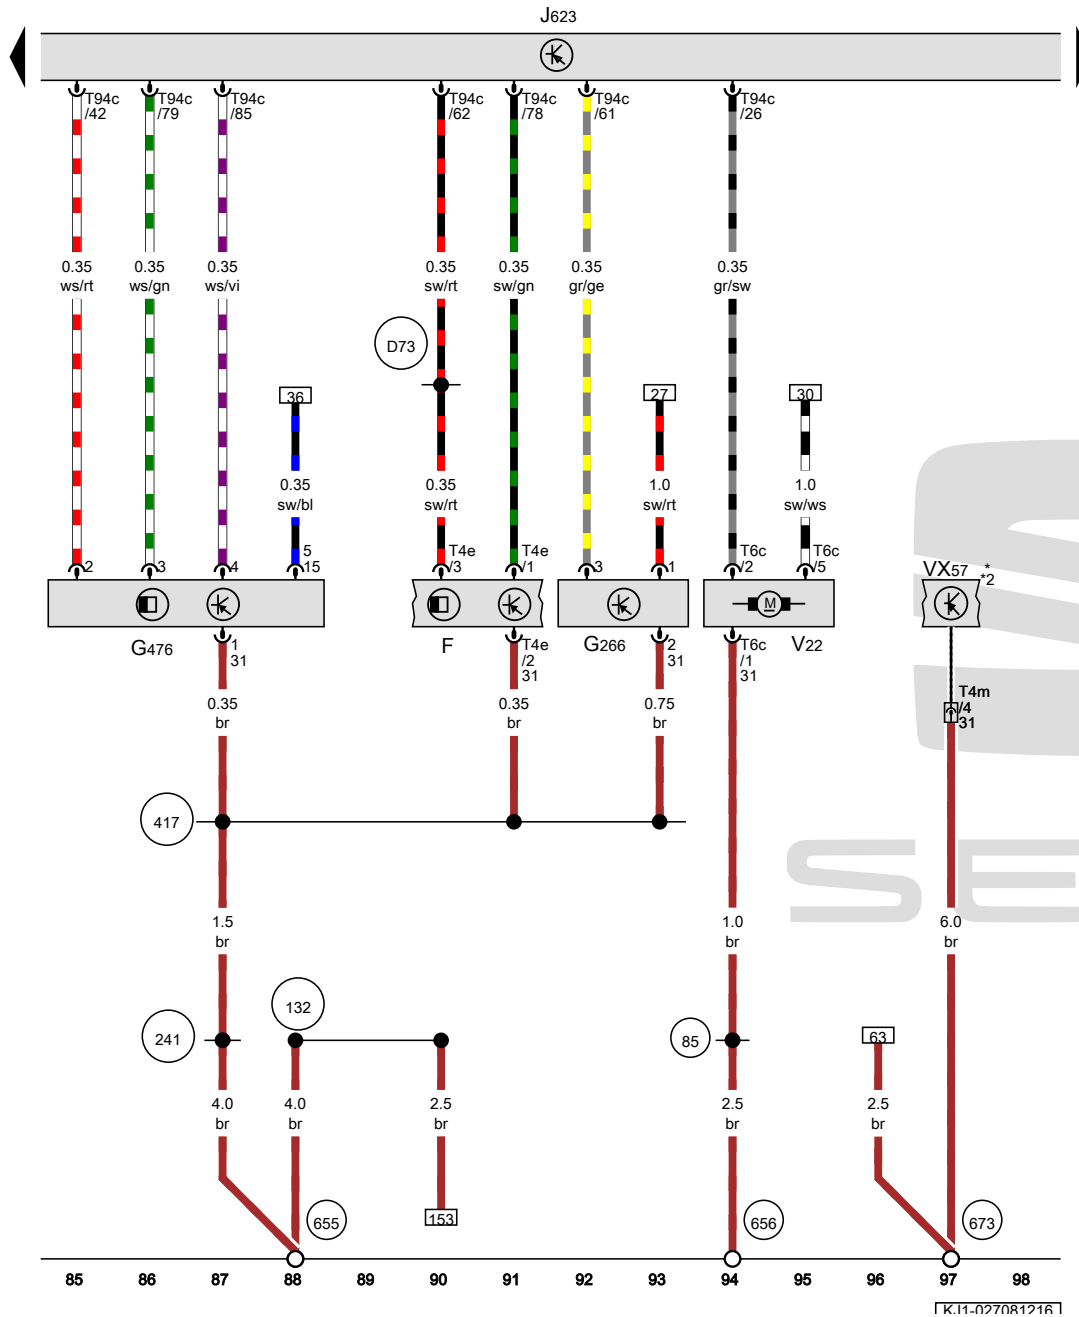 J623
T94c T94c T94c T94c T94c T94c T94c
/42 /79 /85 /62 /78 /61 /26
0.35 0.35 0.35 0.35 0.35 0.35 0.35
ws/rt ws/gn ws/vi sw/rt sw/gn gr/ge gr/sw
D73
36 27 30
0.35 0.35 1.0 1.0
sw/bl sw/rt sw/rt sw/ws
5 T4e T4e T6c T6c
2 3 4 15 /3 /1 3 1 /2 /5
VX57 * *2
G476 F G266 V22
1 T4e 2 T6c
31 /2 31 /1
31 31
T4m
/4
31
0.35 0.35 0.75
br br br
417
1.5 1.0 6.0
br br br
132
241 85 63
4.0 4.0 2.5 2.5 2.5
br br br br br
655 153 656 673
85 86 87 88 89 90 91 92 93 94 95 96 97 98
KJ1-027081216
SE